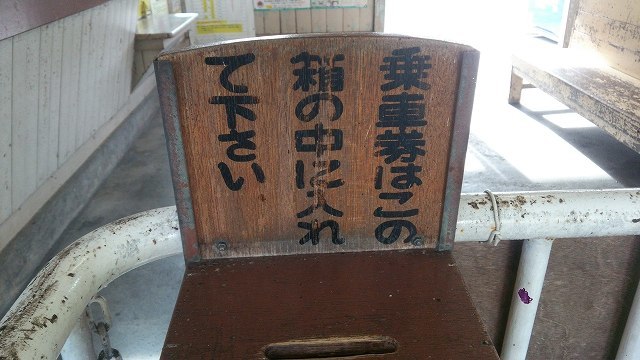 乗車券はこの
箱の中に入れ
て下さい